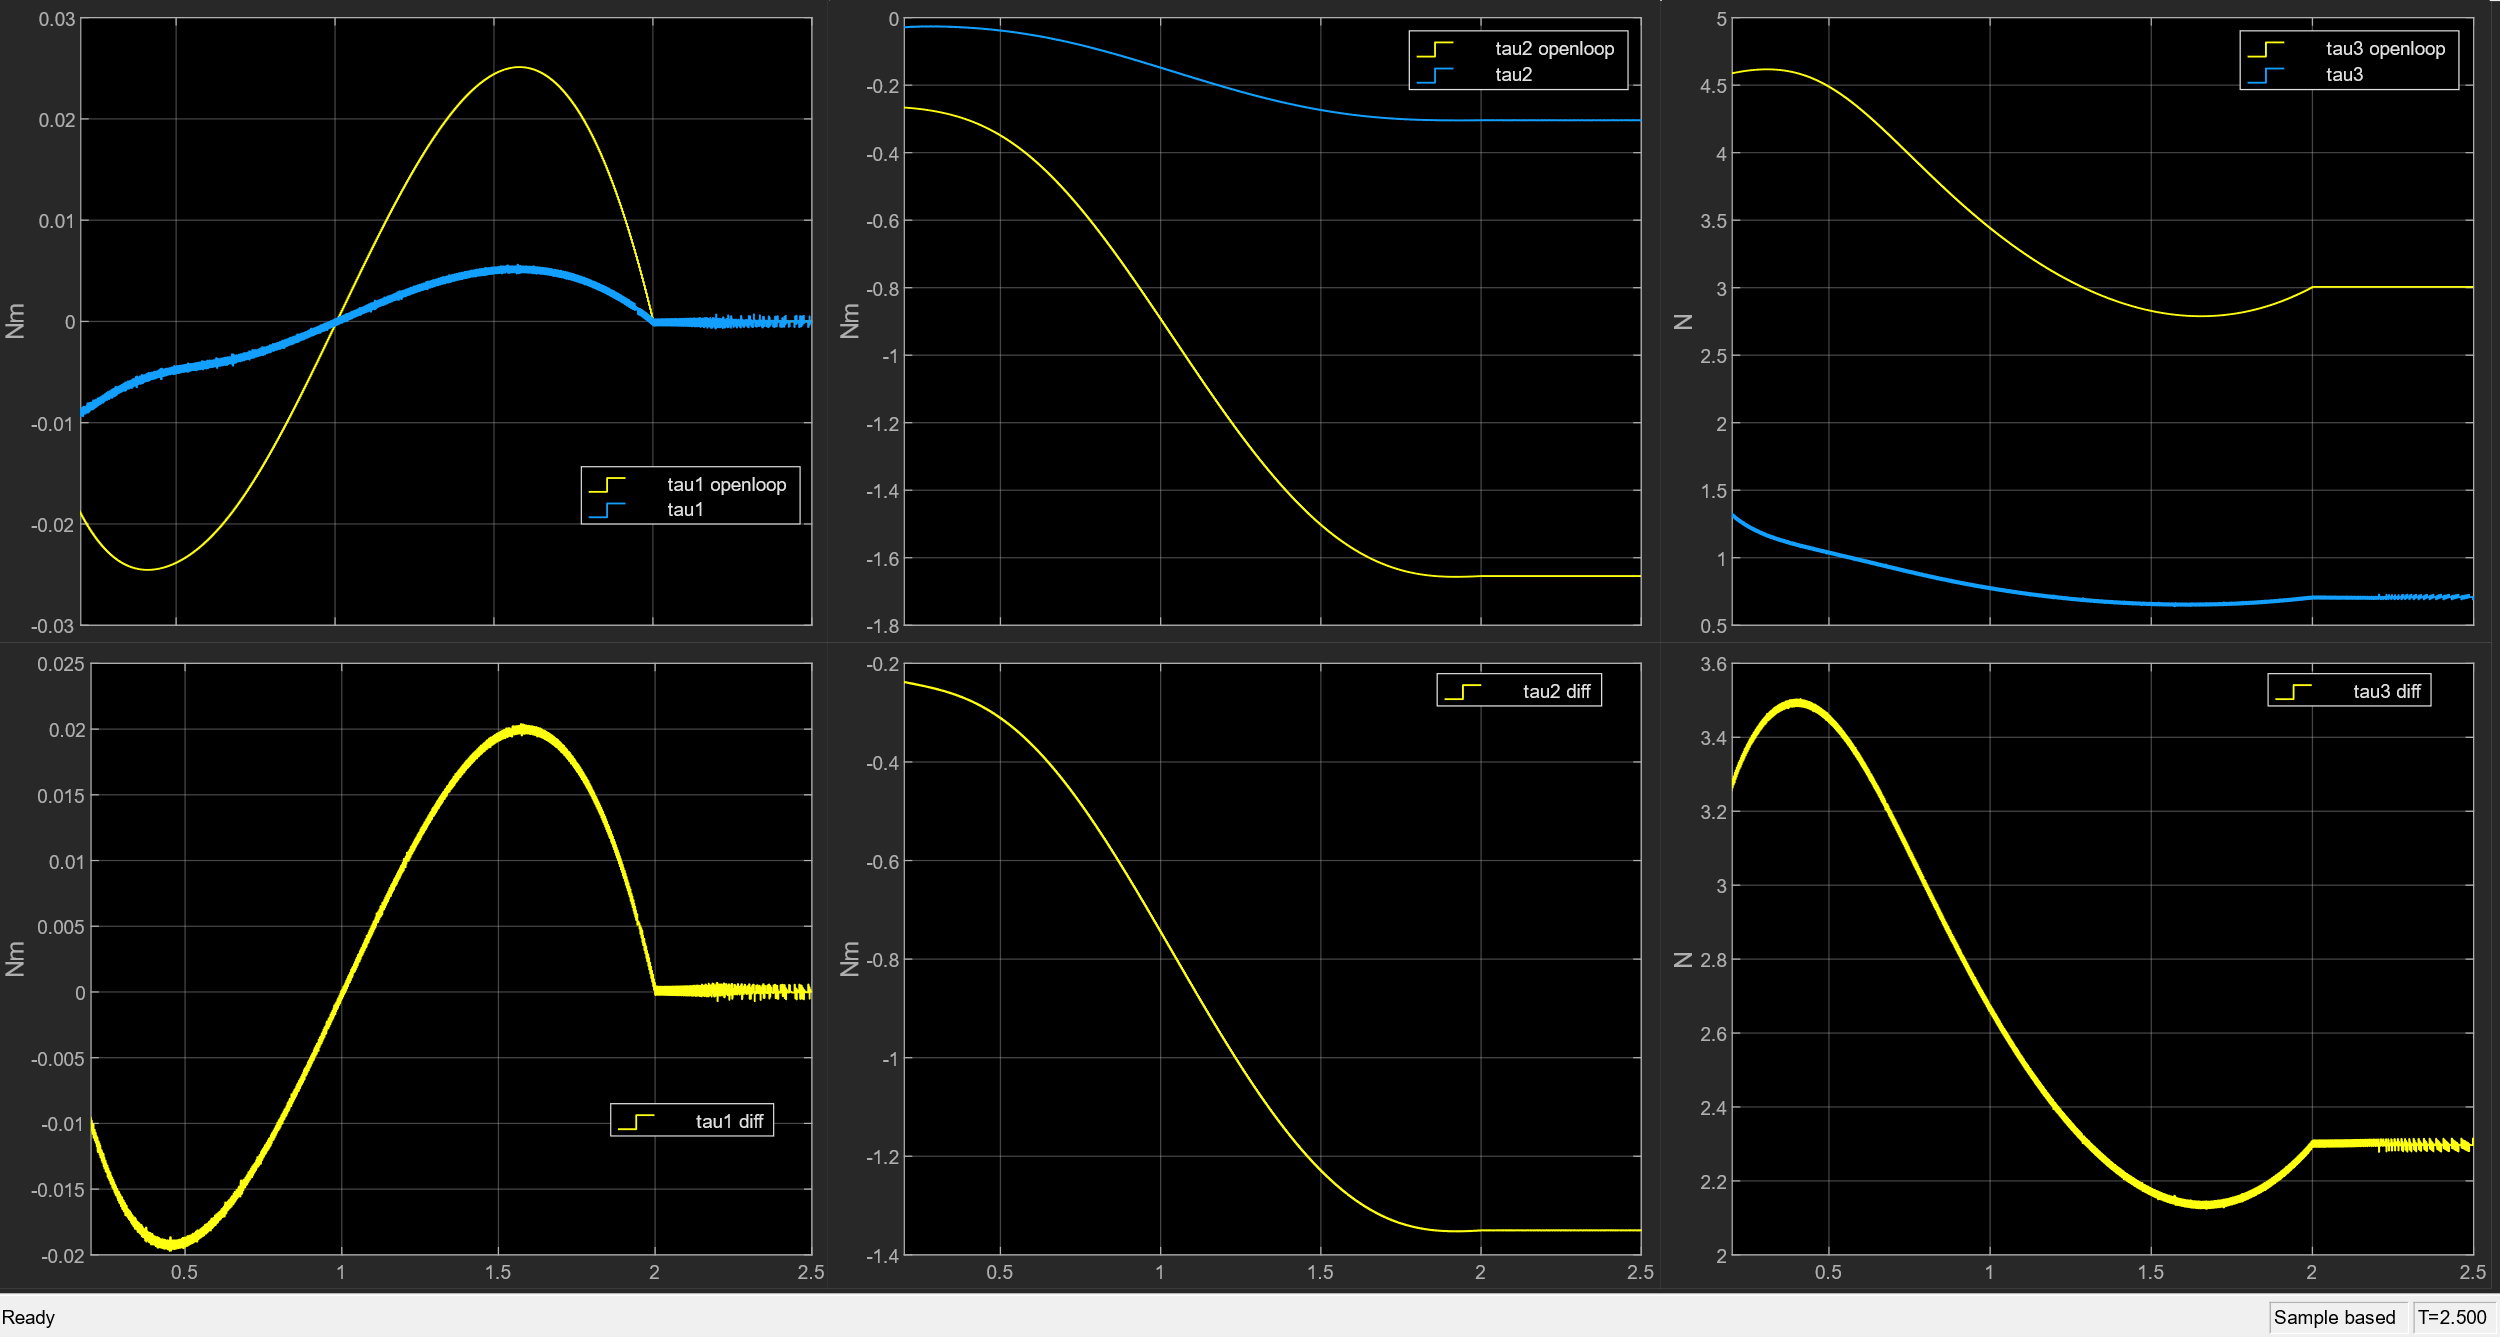 0.03
0.02
0.01
0
-0.01
-0.02
-0.03
Nm
tau1 openloop
tau1
0
-0.2
-0.4
-0.6
-0.8
-1
-1.2
-1.4
-1.6
-1.8
Nm
tau2 openloop
tau2
5
4.5
4
3.5
3
2.5
2
1.5
1
0.5
N
tau3 openloop
tau3
0.025
0.02
0.015
0.01
0.005
0
-0.005
-0.01
-0.015
-0.02
Nm
tau1 diff
0.5 1 1.5 2 2.5
-0.2
-0.4
-0.6
-0.8
-1
-1.2
-1.4
Nm
tau2 diff
0.5 1 1.5 2 2.5
3.6
3.4
3.2
3
2.8
2.6
2.4
2.2
2
N
tau3 diff
0.5 1 1.5 2 2.5
Ready
Sample based T=2.500